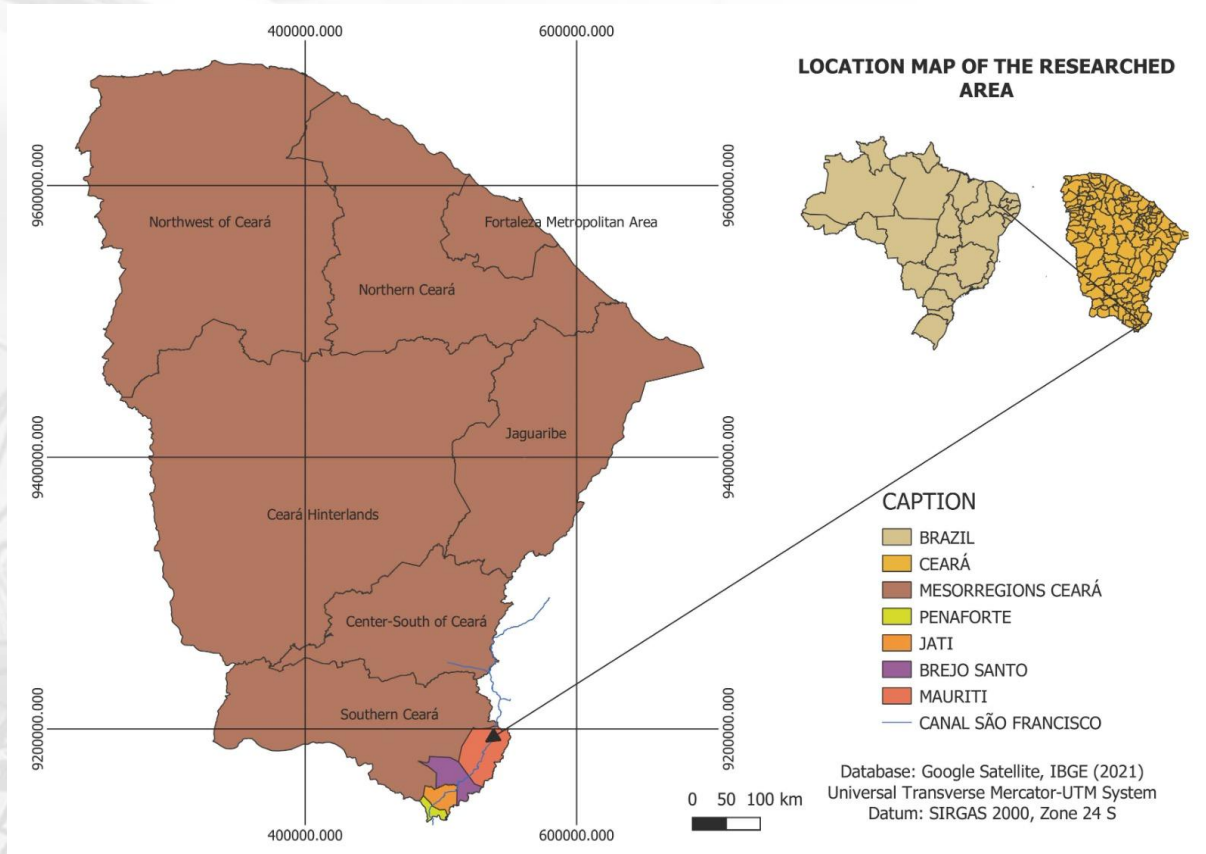 400000.000
600000.000
LOCATION MAP OF THE RESEARCHED
AREA
9600000.000
9600000.000
Northwest of Ceará
Fortaleza Metropolitan Area
Northern Ceará
9400000.000
9400000.000
Jaguaribe
Ceará Hinterlands
Center-South of Ceará
Southern Ceará
9200000.000
9200000.000
400000.000
600000.000
CAPTION
BRAZIL
CEARÁ
MESORREGIONS CEARÁ
PENAFORTE
JATI
BREJO SANTO
MAURITI
CANAL SÃO FRANCISCO
0 50 100 km
Database: Google Satellite, IBGE (2021)
Universal Transverse Mercator-UTM System
Datum: SIRGAS 2000, Zone 24 S